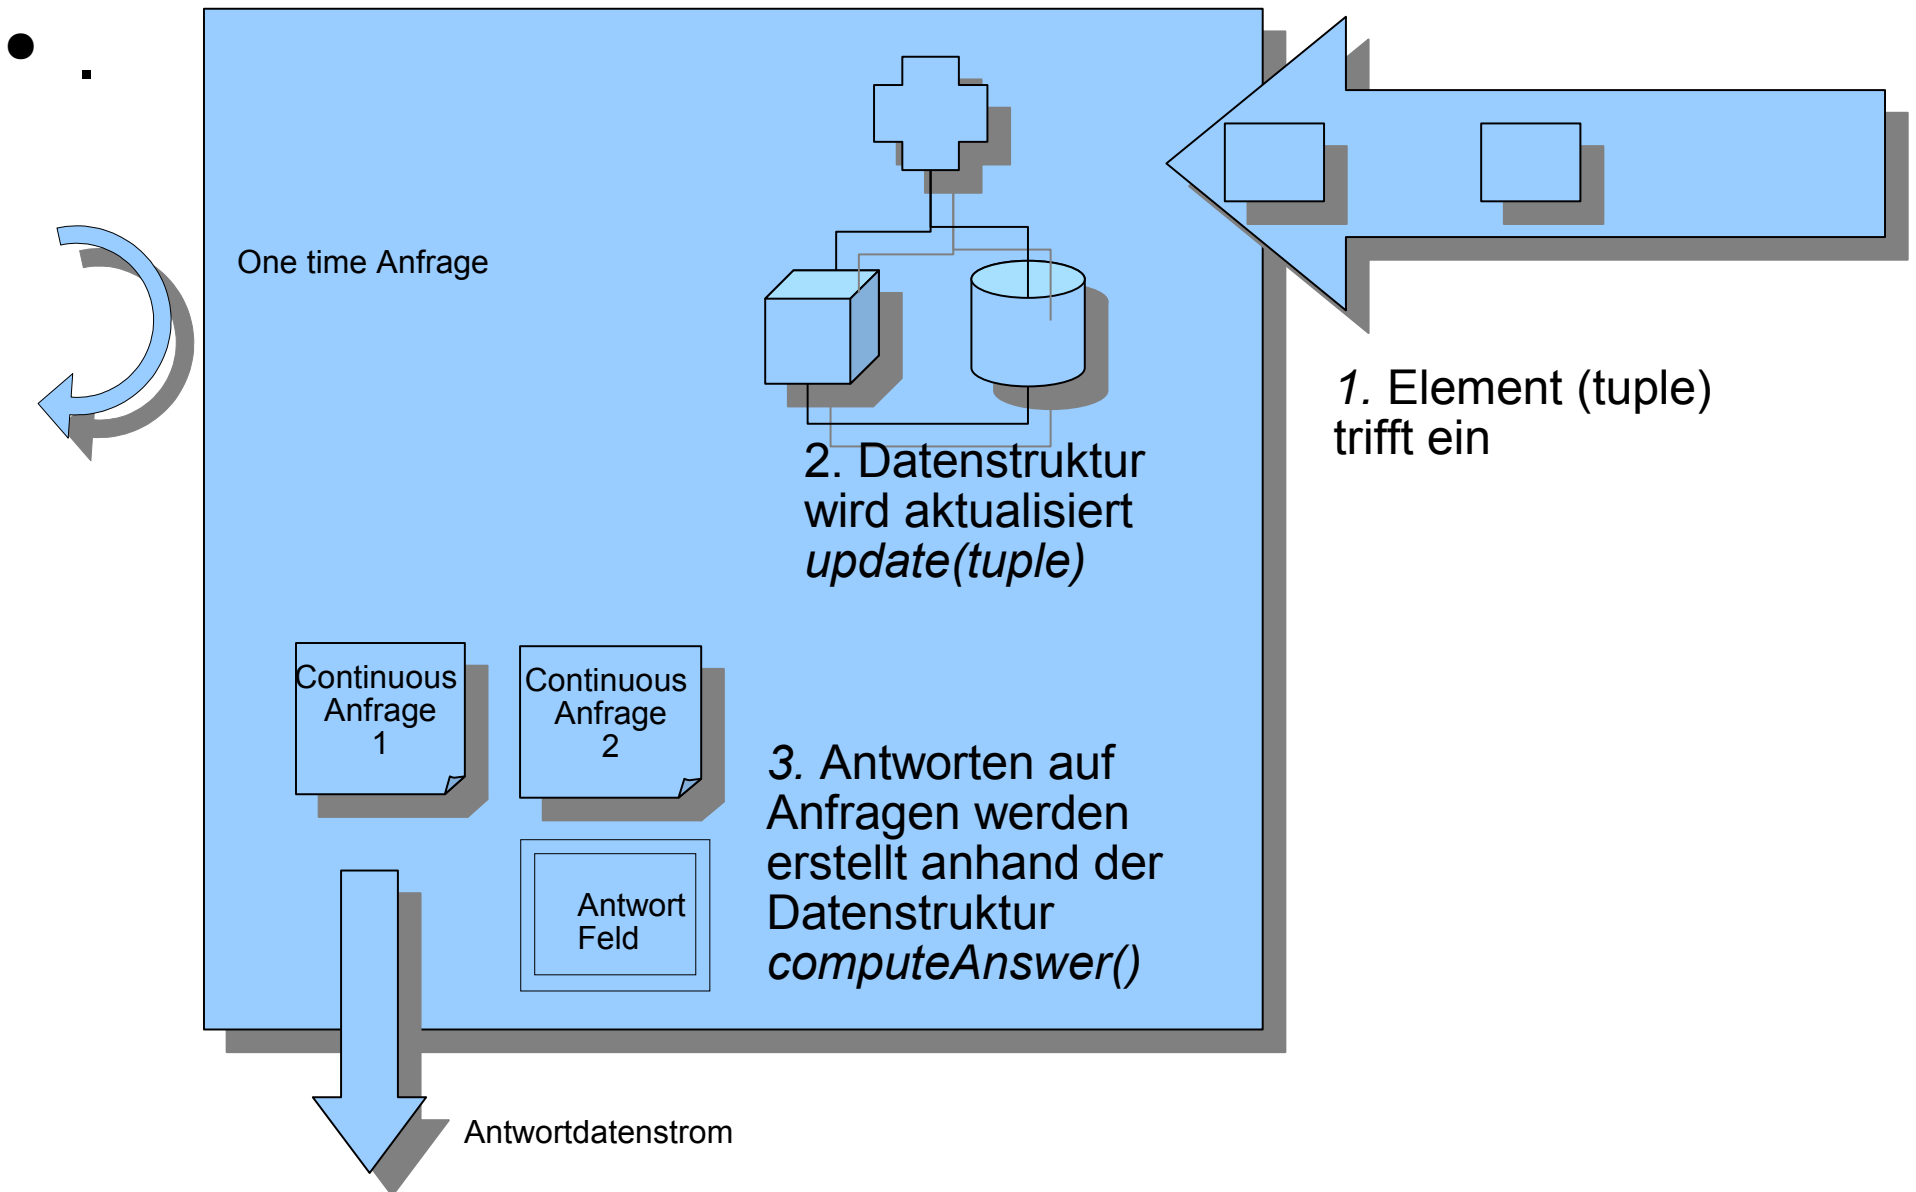 One time Anfrage
1. Element (tuple)
trifft ein
2. Datenstruktur
wird aktualisiert
update(tuple)
Continuous
Anfrage
1
Continuous
Anfrage
2
3. Antworten auf
Anfragen werden
erstellt anhand der
Datenstruktur
computeAnswer()
Antwort
Feld
Antwortdatenstrom